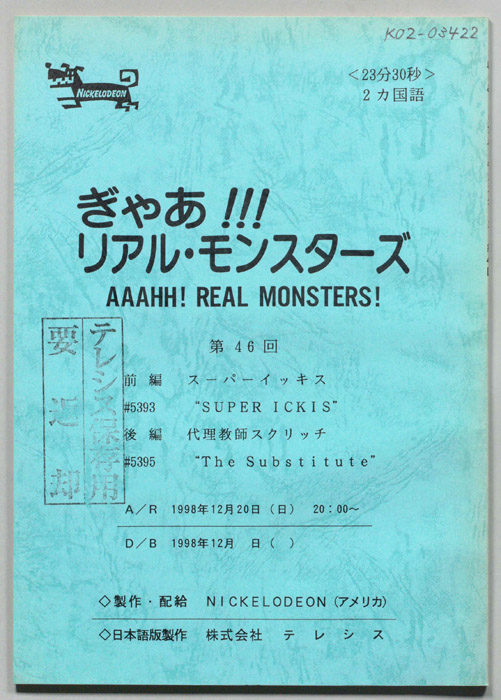 K02-03422
NICKELODEON
<23分30秒>
2カ国語
ぎゃあ!!!
リアル・モンスターズ
AAAHH! REAL MONSTERS!
テレシス保存用
要返却
第46回
前編 スーパーイッキス
#5393 “SUPER ICKIS”
後編 代理教師スクリッチ
#5395 “The Substitute”
A/R 1998年12月20日(日) 20:00~
D/B 1998年12月 日( )
◇製作・配給 NICKELODEON(アメリカ)
◇日本語版製作 株式会社 テレシス